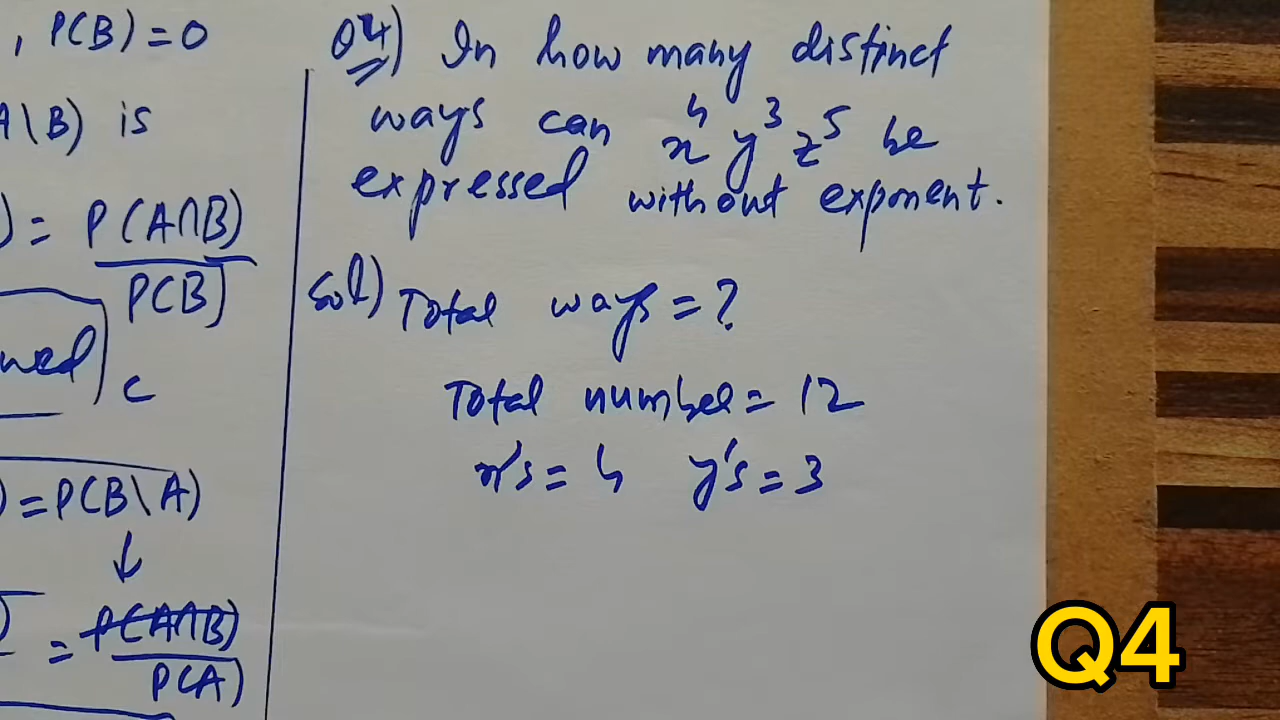 , P(B)=0
A\B) is
) = P(A∩B)
P(B)
c
) = P(B\A)
↓
= P(A∩B)
P(A)
Q4) In how many distinct
ways can x⁴ y³ z⁵ be
expressed without exponent.
Sol) Total ways = ?
Total number = 12
x's = 4 y's = 3
Q4